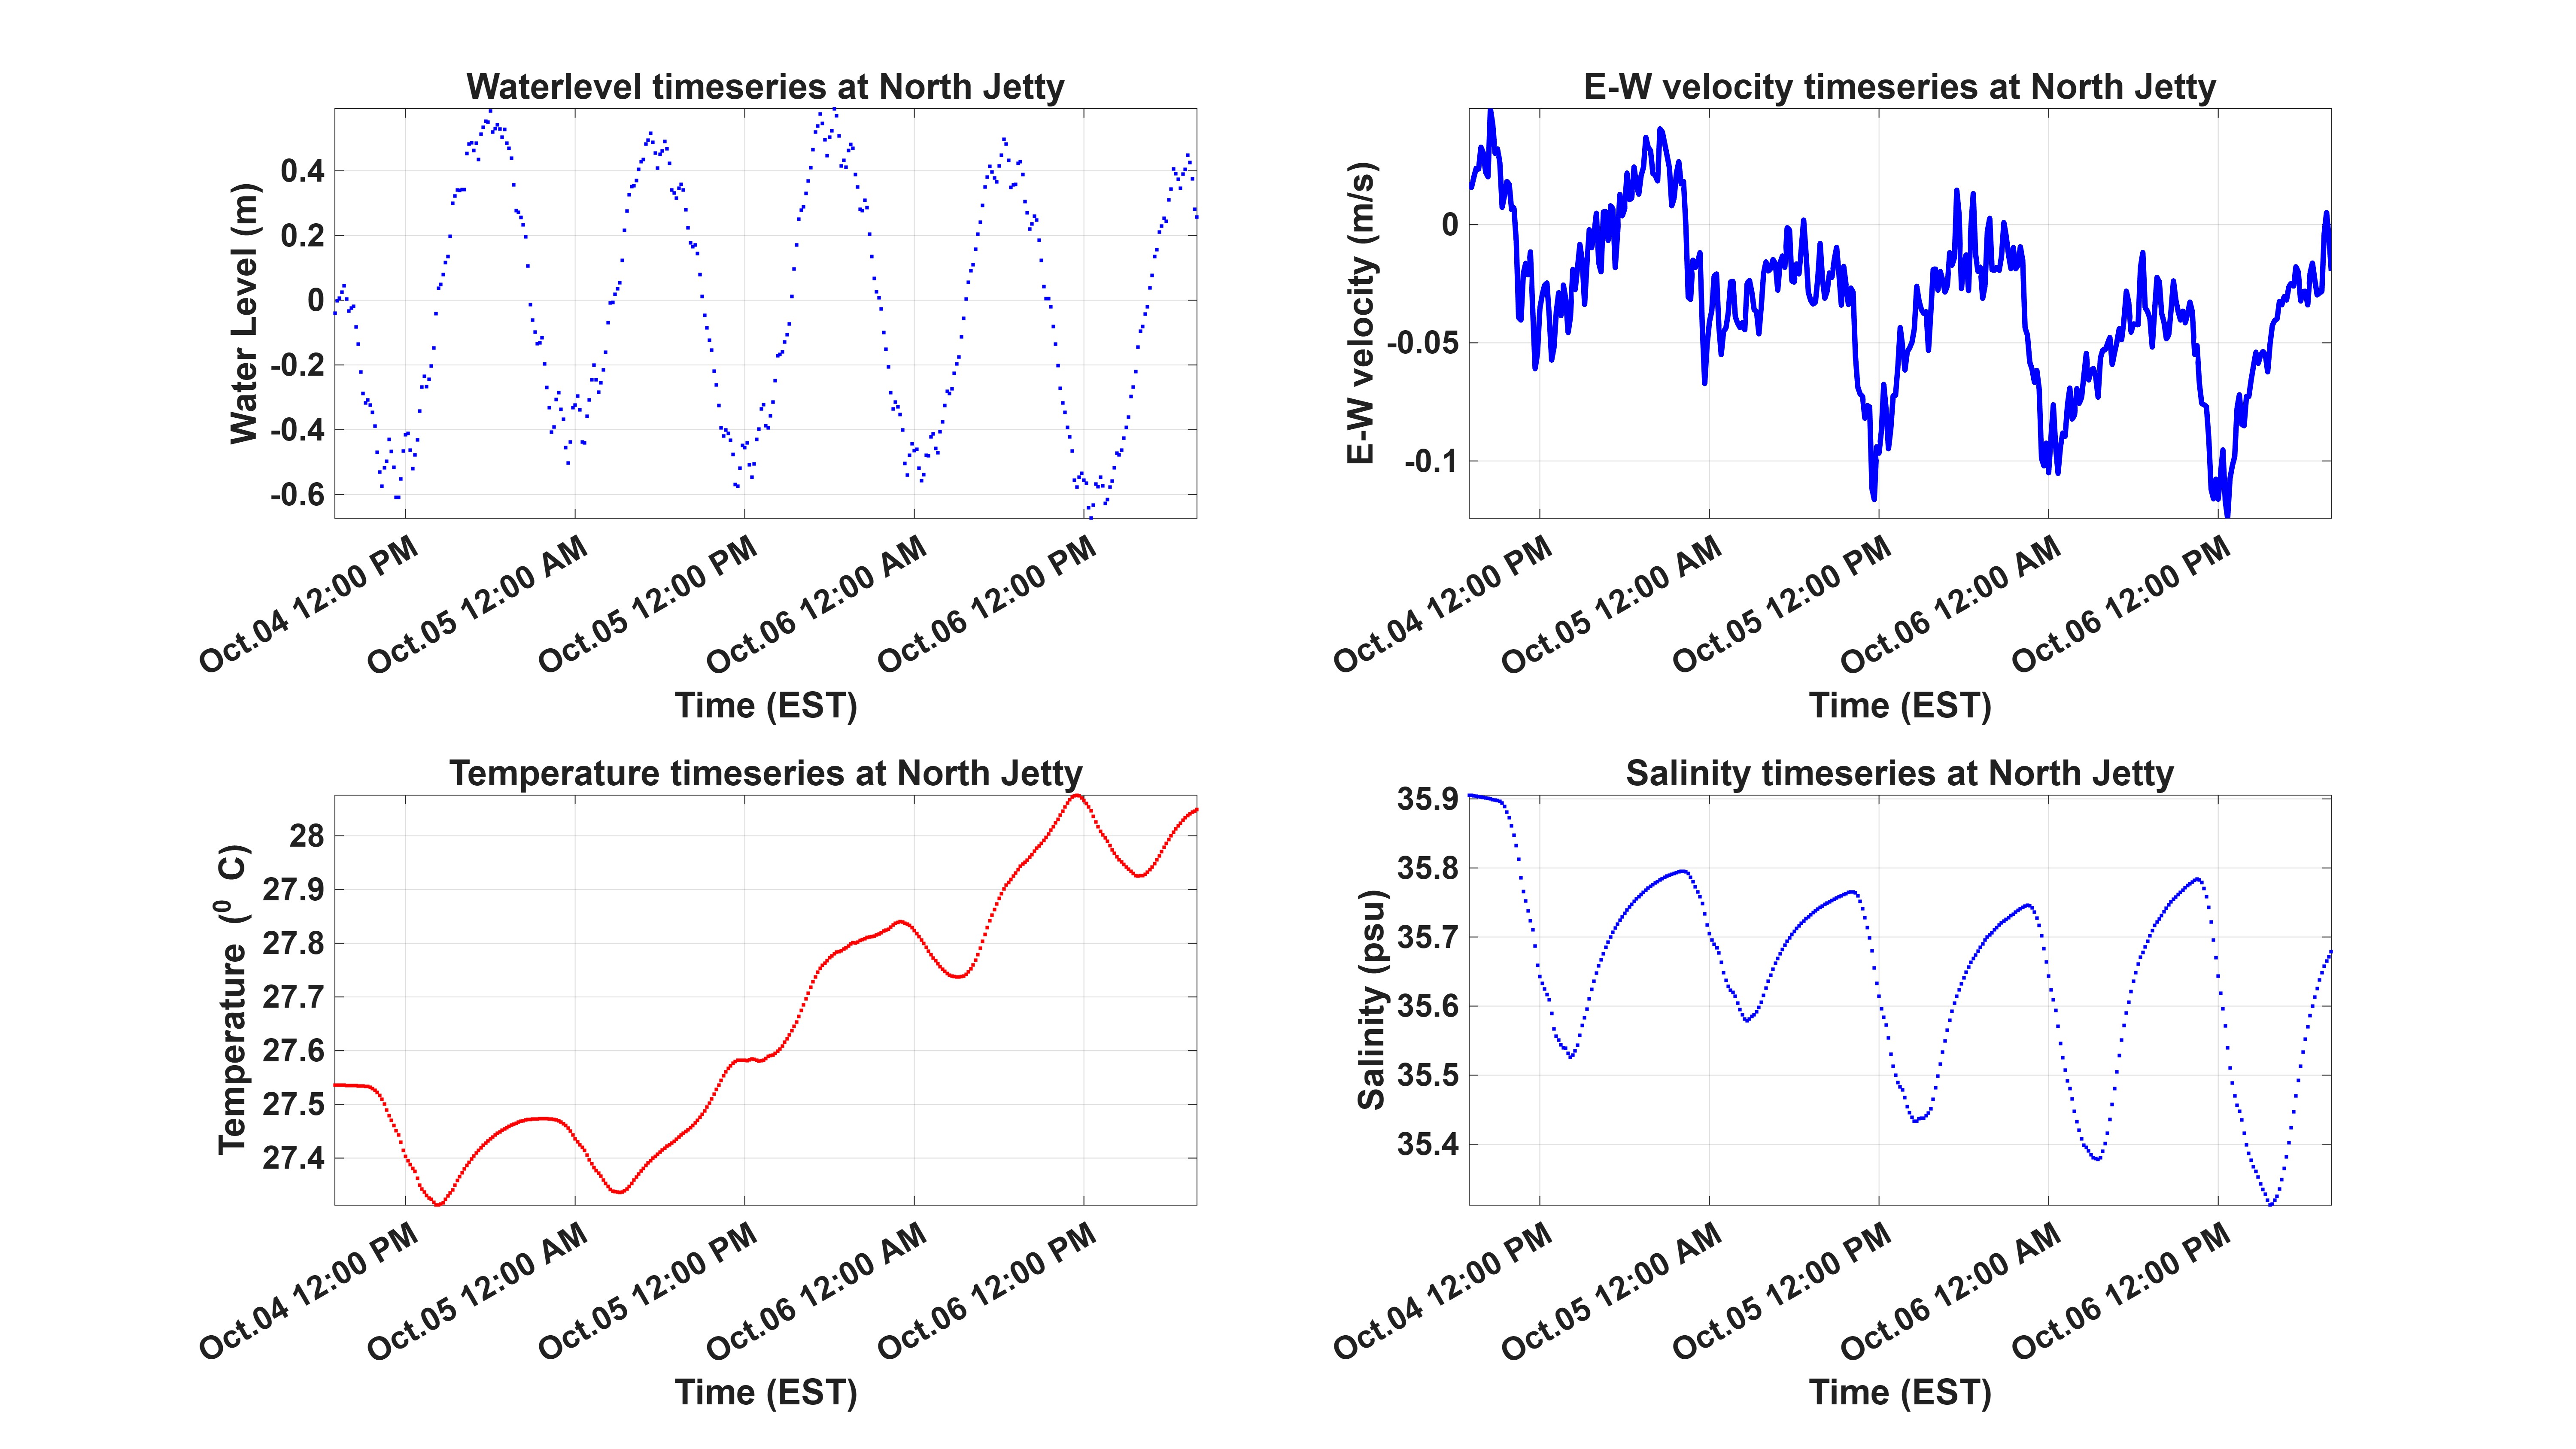 Waterlevel timeseries at North Jetty
Water Level (m)
0.4
0.2
0
-0.2
-0.4
-0.6
Oct.04 12:00 PM
Oct.05 12:00 AM
Oct.05 12:00 PM
Oct.06 12:00 AM
Oct.06 12:00 PM
Time (EST)
E-W velocity timeseries at North Jetty
E-W velocity (m/s)
0
-0.05
-0.1
Oct.04 12:00 PM
Oct.05 12:00 AM
Oct.05 12:00 PM
Oct.06 12:00 AM
Oct.06 12:00 PM
Time (EST)
Temperature timeseries at North Jetty
Temperature (⁰ C)
28
27.9
27.8
27.7
27.6
27.5
27.4
Oct.04 12:00 PM
Oct.05 12:00 AM
Oct.05 12:00 PM
Oct.06 12:00 AM
Oct.06 12:00 PM
Time (EST)
Salinity timeseries at North Jetty
Salinity (psu)
35.9
35.8
35.7
35.6
35.5
35.4
Oct.04 12:00 PM
Oct.05 12:00 AM
Oct.05 12:00 PM
Oct.06 12:00 AM
Oct.06 12:00 PM
Time (EST)